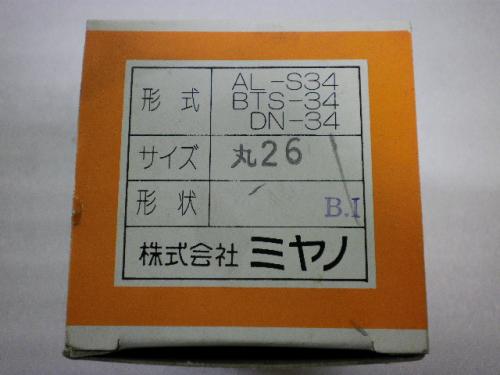 形式 AL-S34
BTS-34
DN-34
サイズ 丸26
形状 B.I
株式会社 ミヤノ